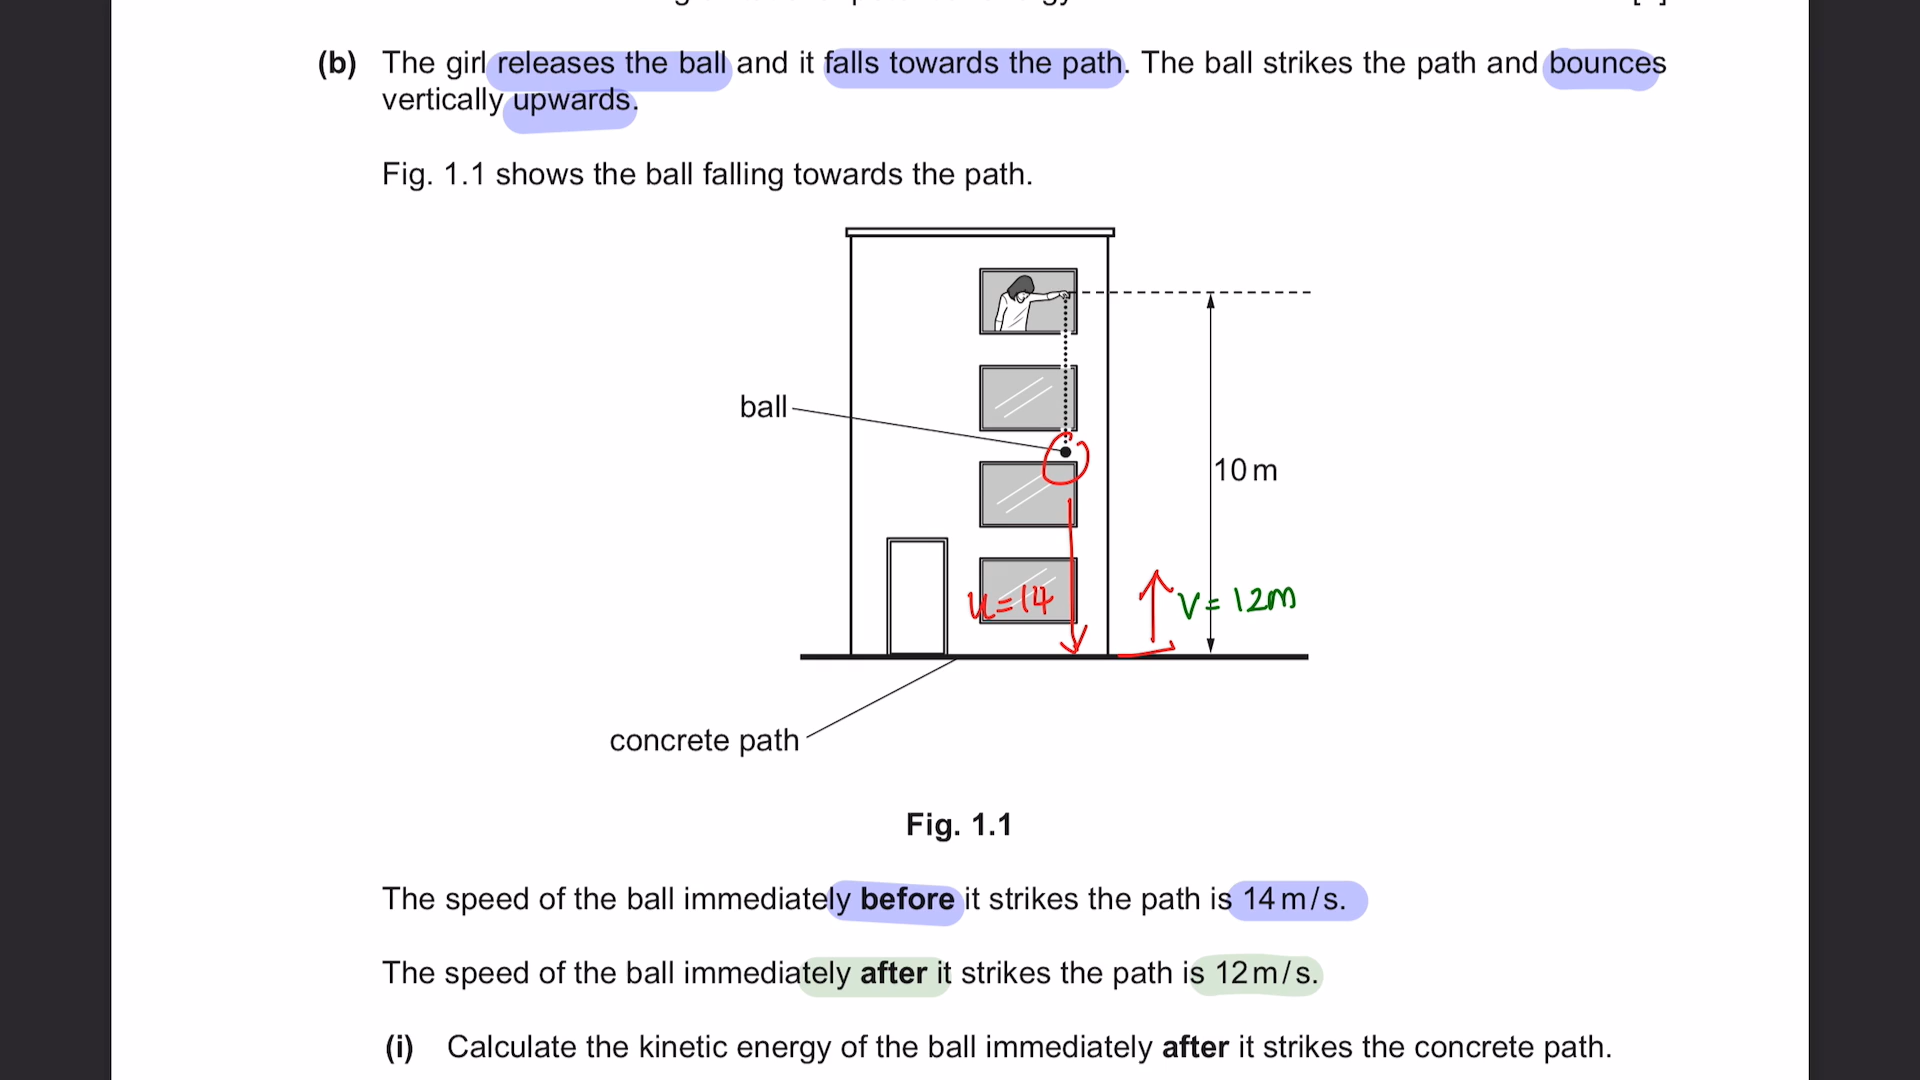 (b) The girl releases the ball and it falls towards the path. The ball strikes the path and bounces
vertically upwards.
Fig. 1.1 shows the ball falling towards the path.
ball
10 m
u=14
v= 12m
concrete path
Fig. 1.1
The speed of the ball immediately before it strikes the path is 14 m/s.
The speed of the ball immediately after it strikes the path is 12 m/s.
(i) Calculate the kinetic energy of the ball immediately after it strikes the concrete path.